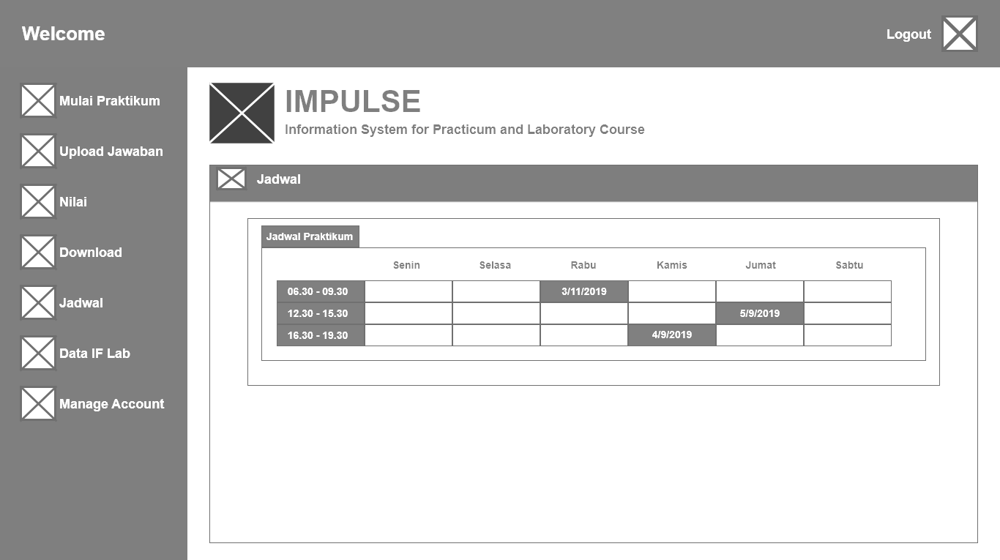 Welcome
Logout
Mulai Praktikum
Upload Jawaban
Nilai
Download
Jadwal
Data IF Lab
Manage Account
IMPULSE
Information System for Practicum and Laboratory Course
Jadwal
Jadwal Praktikum
Senin Selasa Rabu Kamis Jumat Sabtu
06.30 - 09.30 3/11/2019
12.30 - 15.30 5/9/2019
16.30 - 19.30 4/9/2019